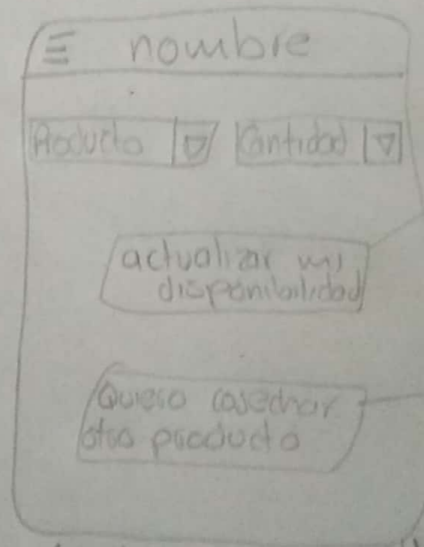 nombre
Producto Cantidad
actualizar mi
disponibilidad
Quiero cosechar
otro producto